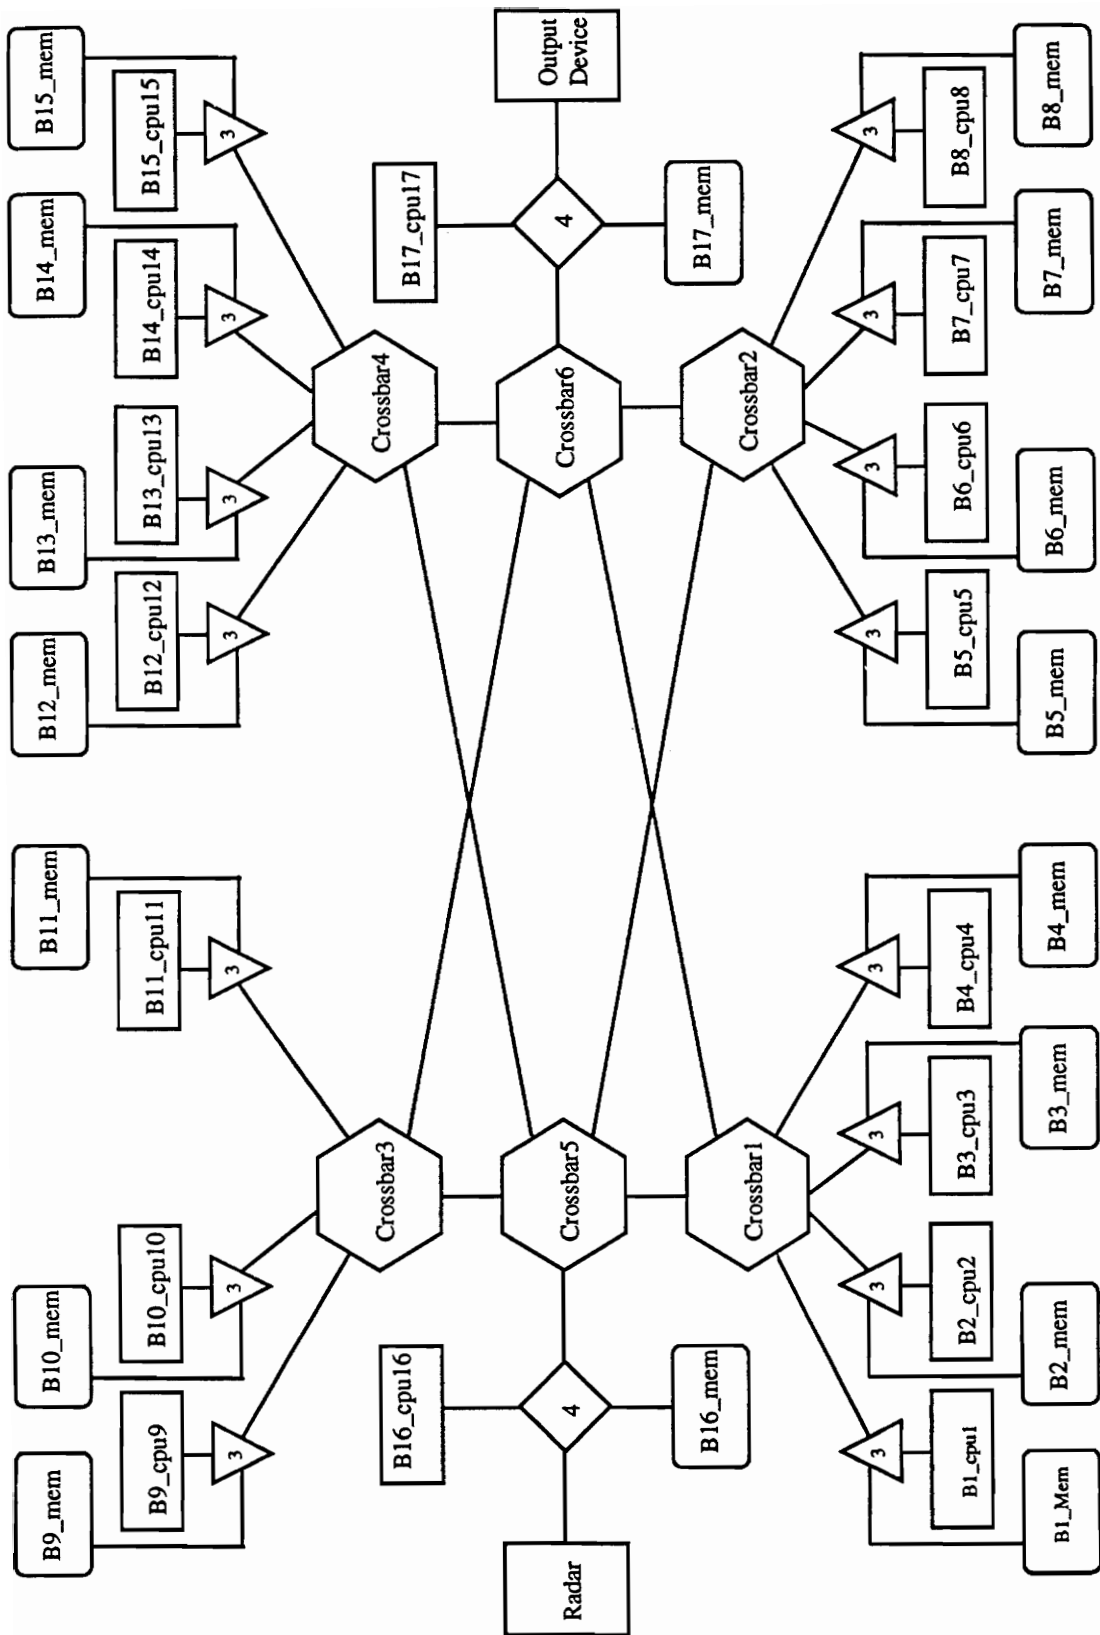 B9_mem
B10_mem
B11_mem
B12_mem
B13_mem
B14_mem
B15_mem
B9_cpu9
B10_cpu10
B11_cpu11
B12_cpu12
B13_cpu13
B14_cpu14
B15_cpu15
3
3
3
3
3
3
3
Crossbar3
Crossbar4
B16_cpu16
B17_cpu17
Radar
4
Crossbar5
Crossbar6
4
Output
Device
B16_mem
B17_mem
Crossbar1
Crossbar2
3
3
3
3
3
3
3
3
B1_cpu1
B2_cpu2
B3_cpu3
B4_cpu4
B5_cpu5
B6_cpu6
B7_cpu7
B8_cpu8
B1_Mem
B2_mem
B3_mem
B4_mem
B5_mem
B6_mem
B7_mem
B8_mem